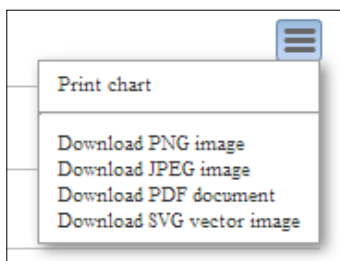 Print chart
Download PNG image
Download JPEG image
Download PDF document
Download SVG vector image